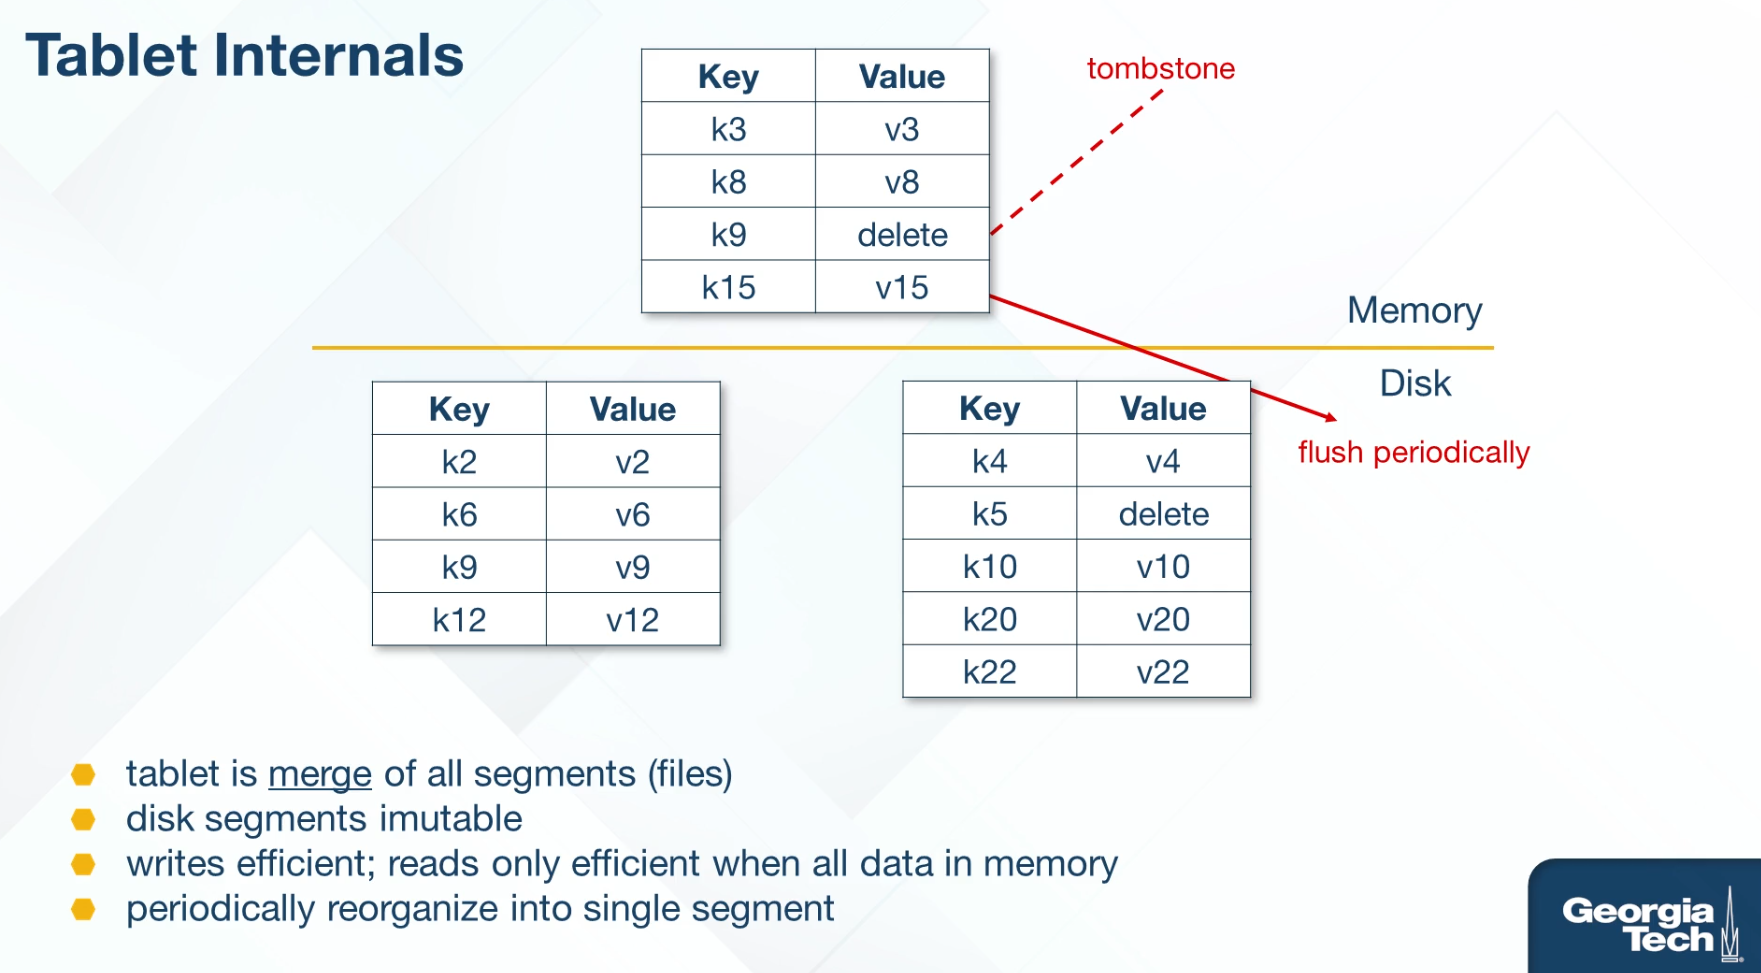 Tablet Internals
Key Value
k3 v3
k8 v8
k9 delete
k15 v15
tombstone
Memory
Disk
flush periodically
Key Value
k2 v2
k6 v6
k9 v9
k12 v12
Key Value
k4 v4
k5 delete
k10 v10
k20 v20
k22 v22
tablet is merge of all segments (files)
disk segments imutable
writes efficient; reads only efficient when all data in memory
periodically reorganize into single segment
Georgia
Tech